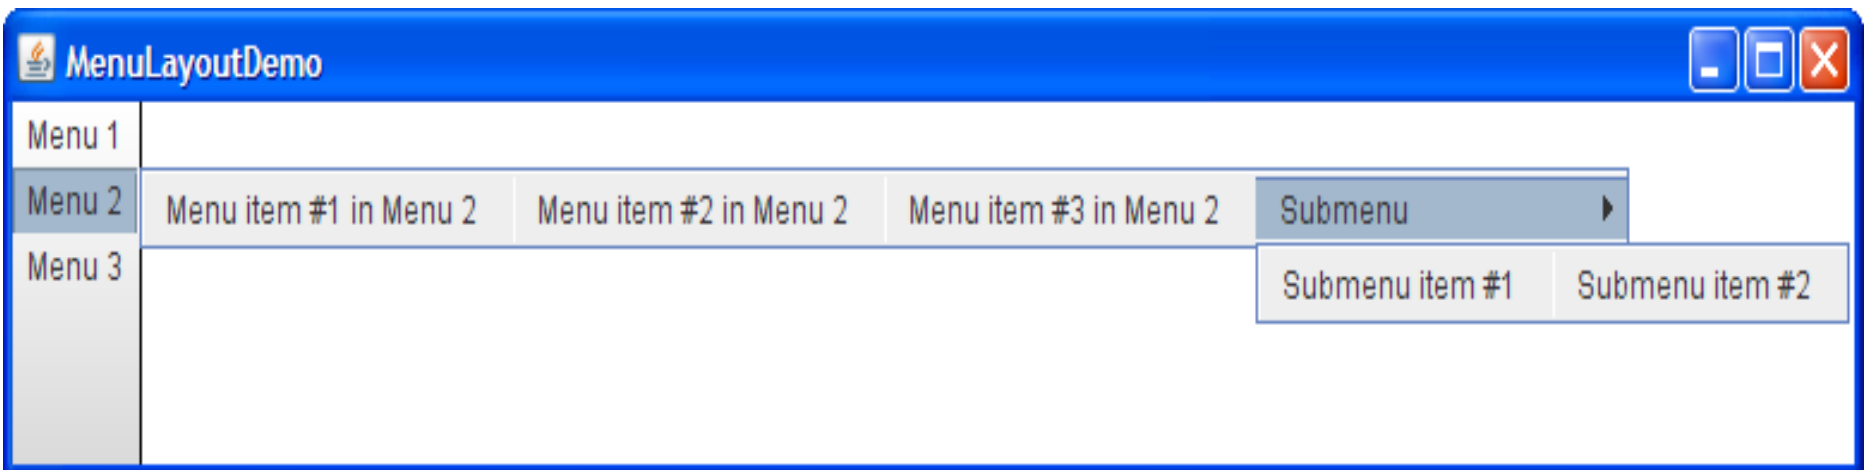 MenuLayoutDemo
Menu 1
Menu 2
Menu item #1 in Menu 2
Menu item #2 in Menu 2
Menu item #3 in Menu 2
Submenu
Menu 3
Submenu item #1
Submenu item #2